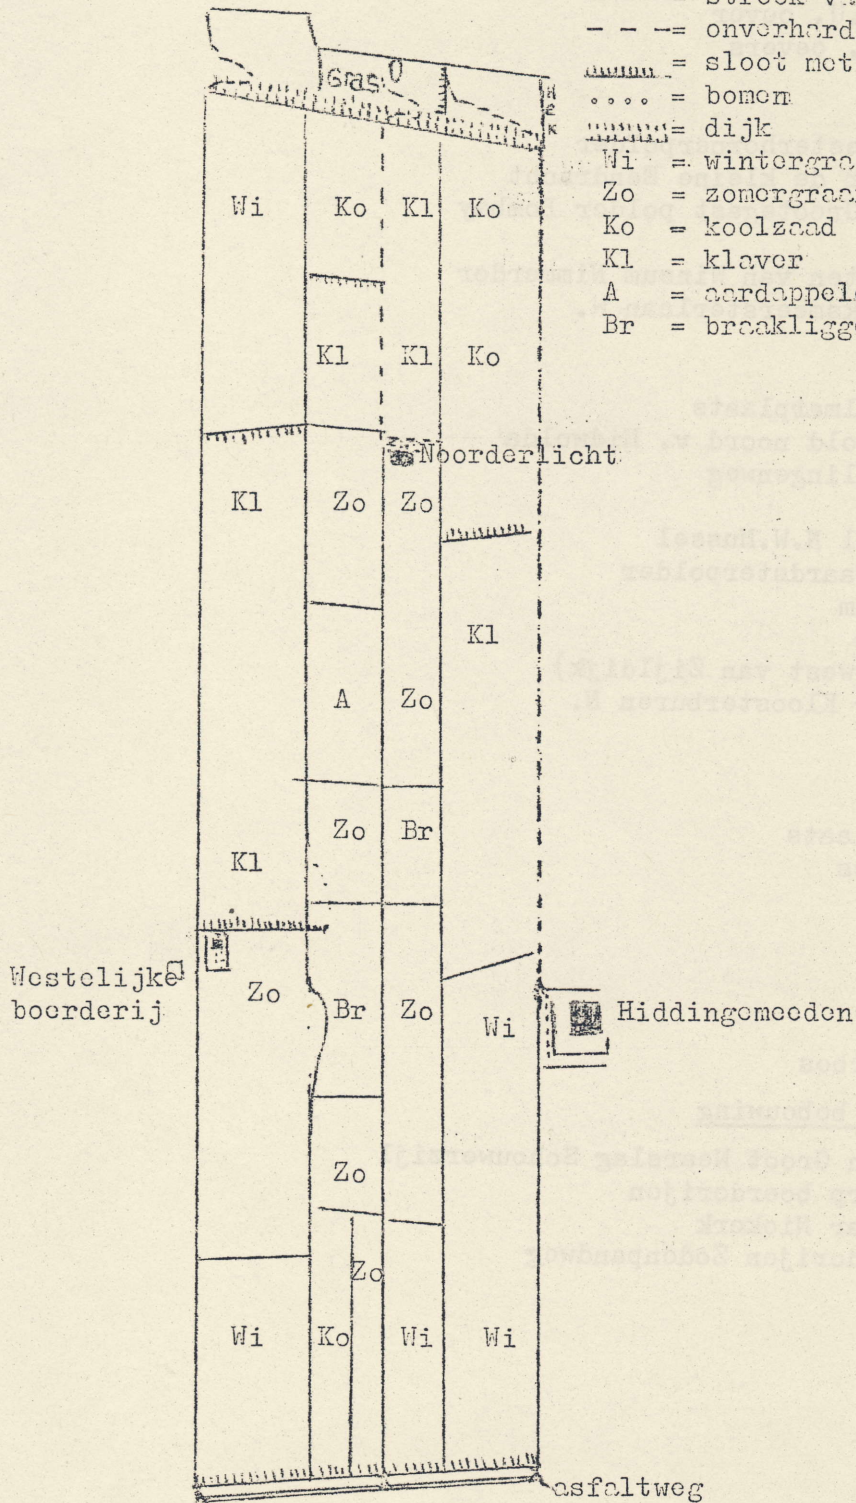 - - -= onverhard
= sloot met
.... = bomen
= dijk
Wi = wintergra
Zo = zomergraa
Ko = koolzaad
Kl = klaver
A = aardappel
Br = braakligg
Gras
Hek
Wi Ko Kl Ko
Kl Kl Ko
Noorderlicht
Kl Zo Zo
Kl
A Zo
Zo Br
Kl
Westelijke
boerderij
Zo Br Zo
Wi
Hiddingemeeden
Zo
Zo
Wi Ko Wi Wi
asfaltweg